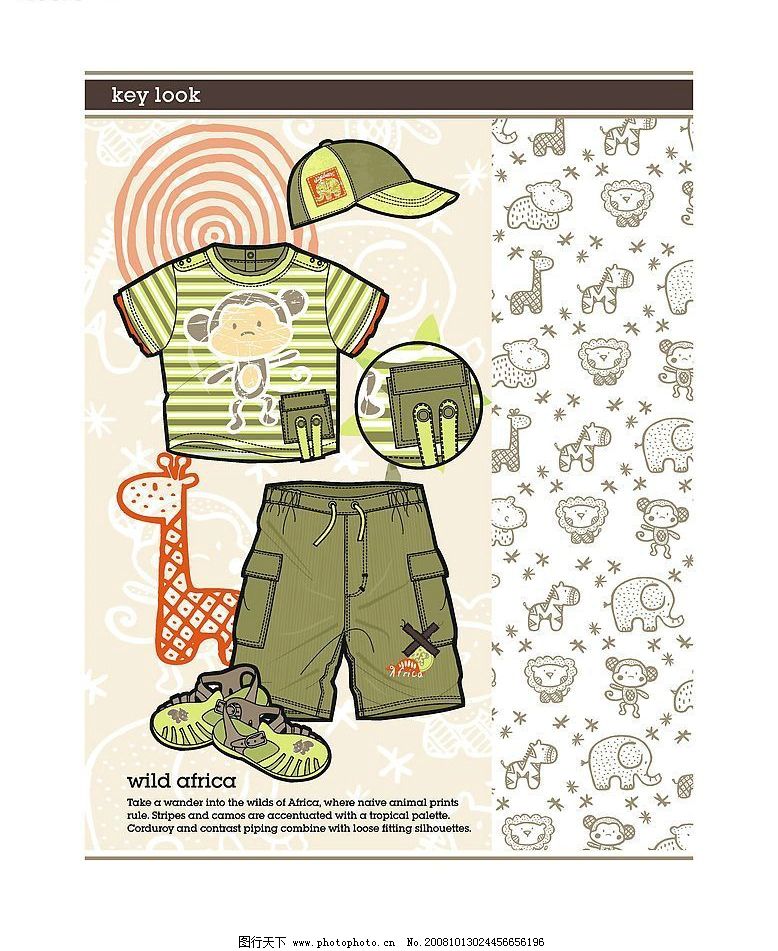 key look
Africa
wild africa
Take a wander into the wilds of Africa, where naive animal prints
rule. Stripes and camos are accentuated with a tropical palette.
Corduroy and contrast piping combine with loose fitting silhouettes.
图行天下 www.photophoto.cn No.20081013024456656196